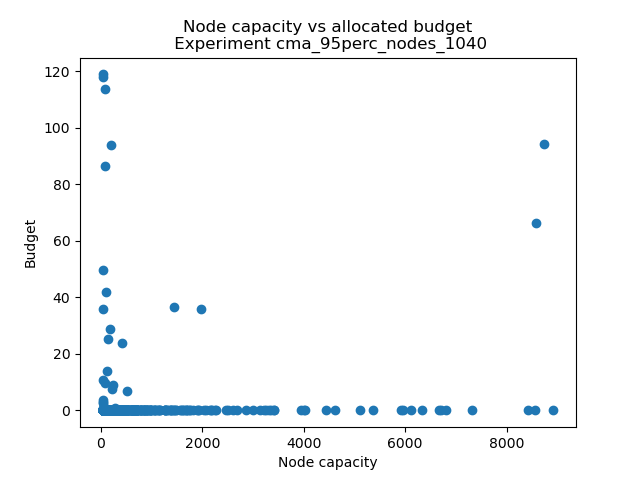 Node capacity vs allocated budget
Experiment cma_95perc_nodes_1040
120
100
80
60
40
20
0
Budget
0 2000 4000 6000 8000
Node capacity